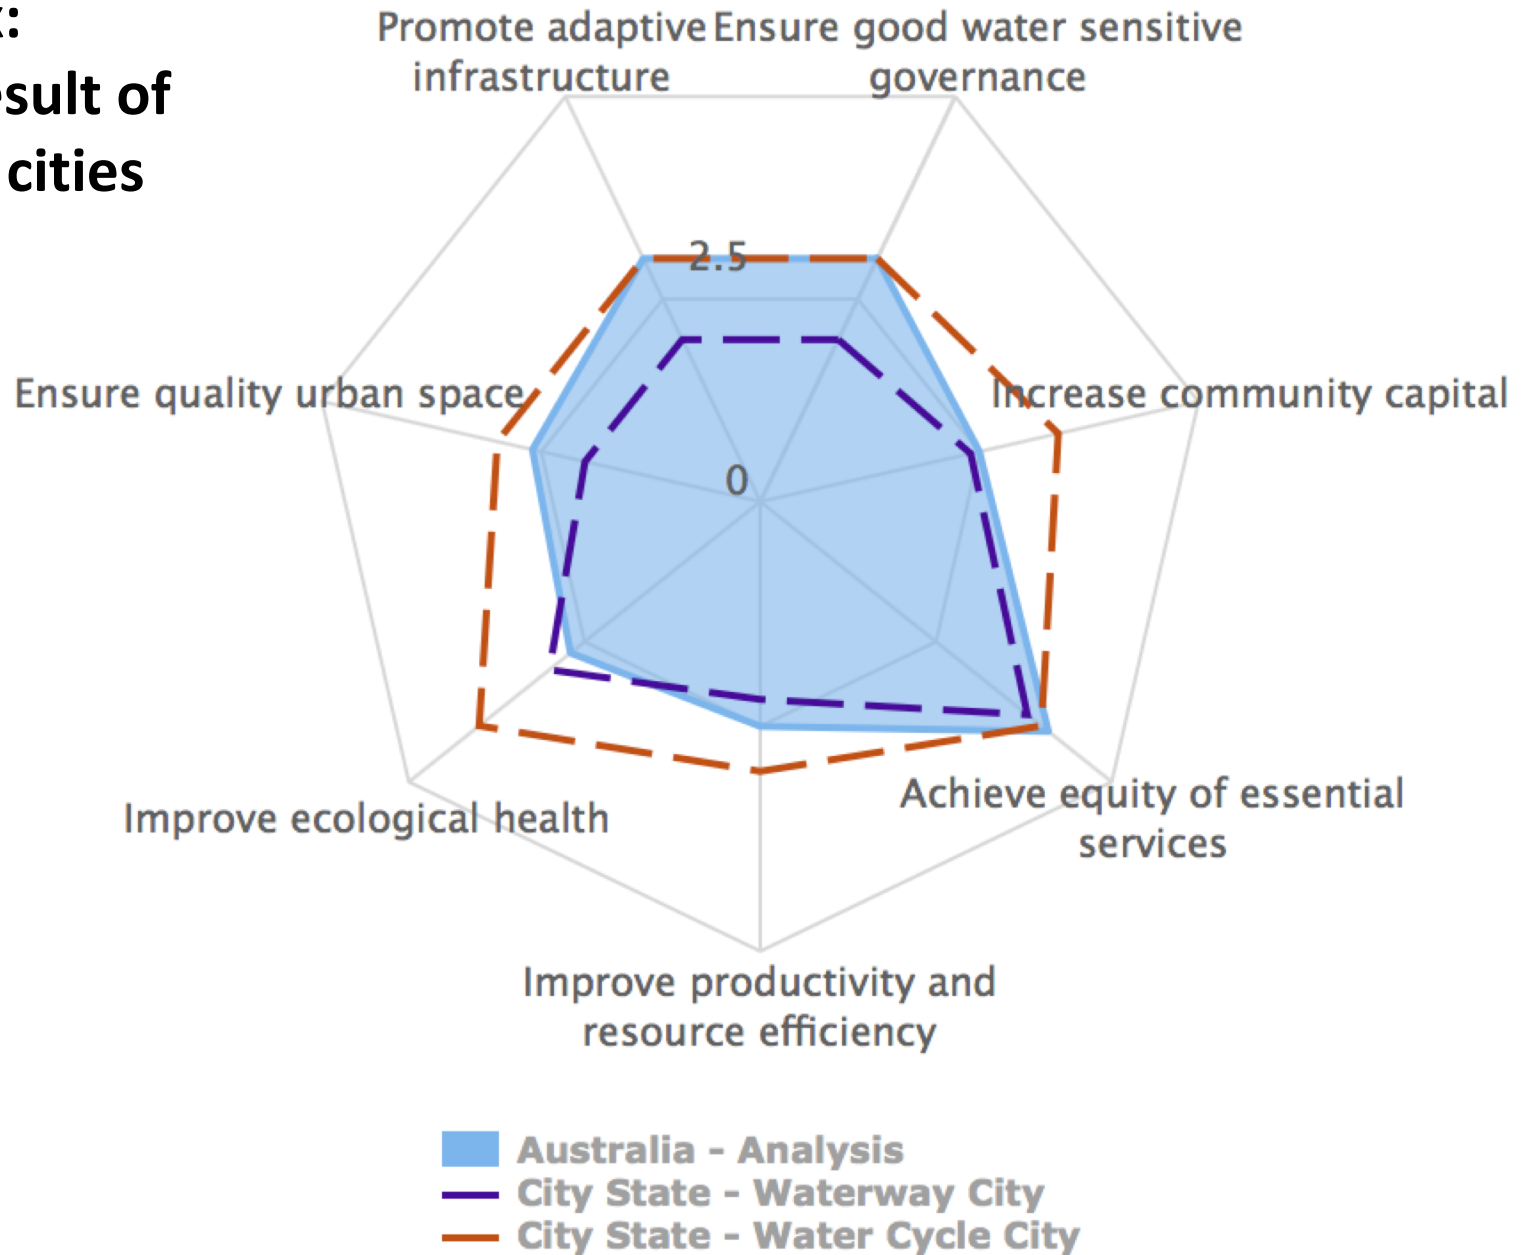 esult of
cities
Promote adaptive
infrastructure
Ensure good water sensitive
governance
2.5
Ensure quality urban space
Increase community capital
0
Improve ecological health
Achieve equity of essential
services
Improve productivity and
resource efficiency
Australia - Analysis
City State - Waterway City
City State - Water Cycle City